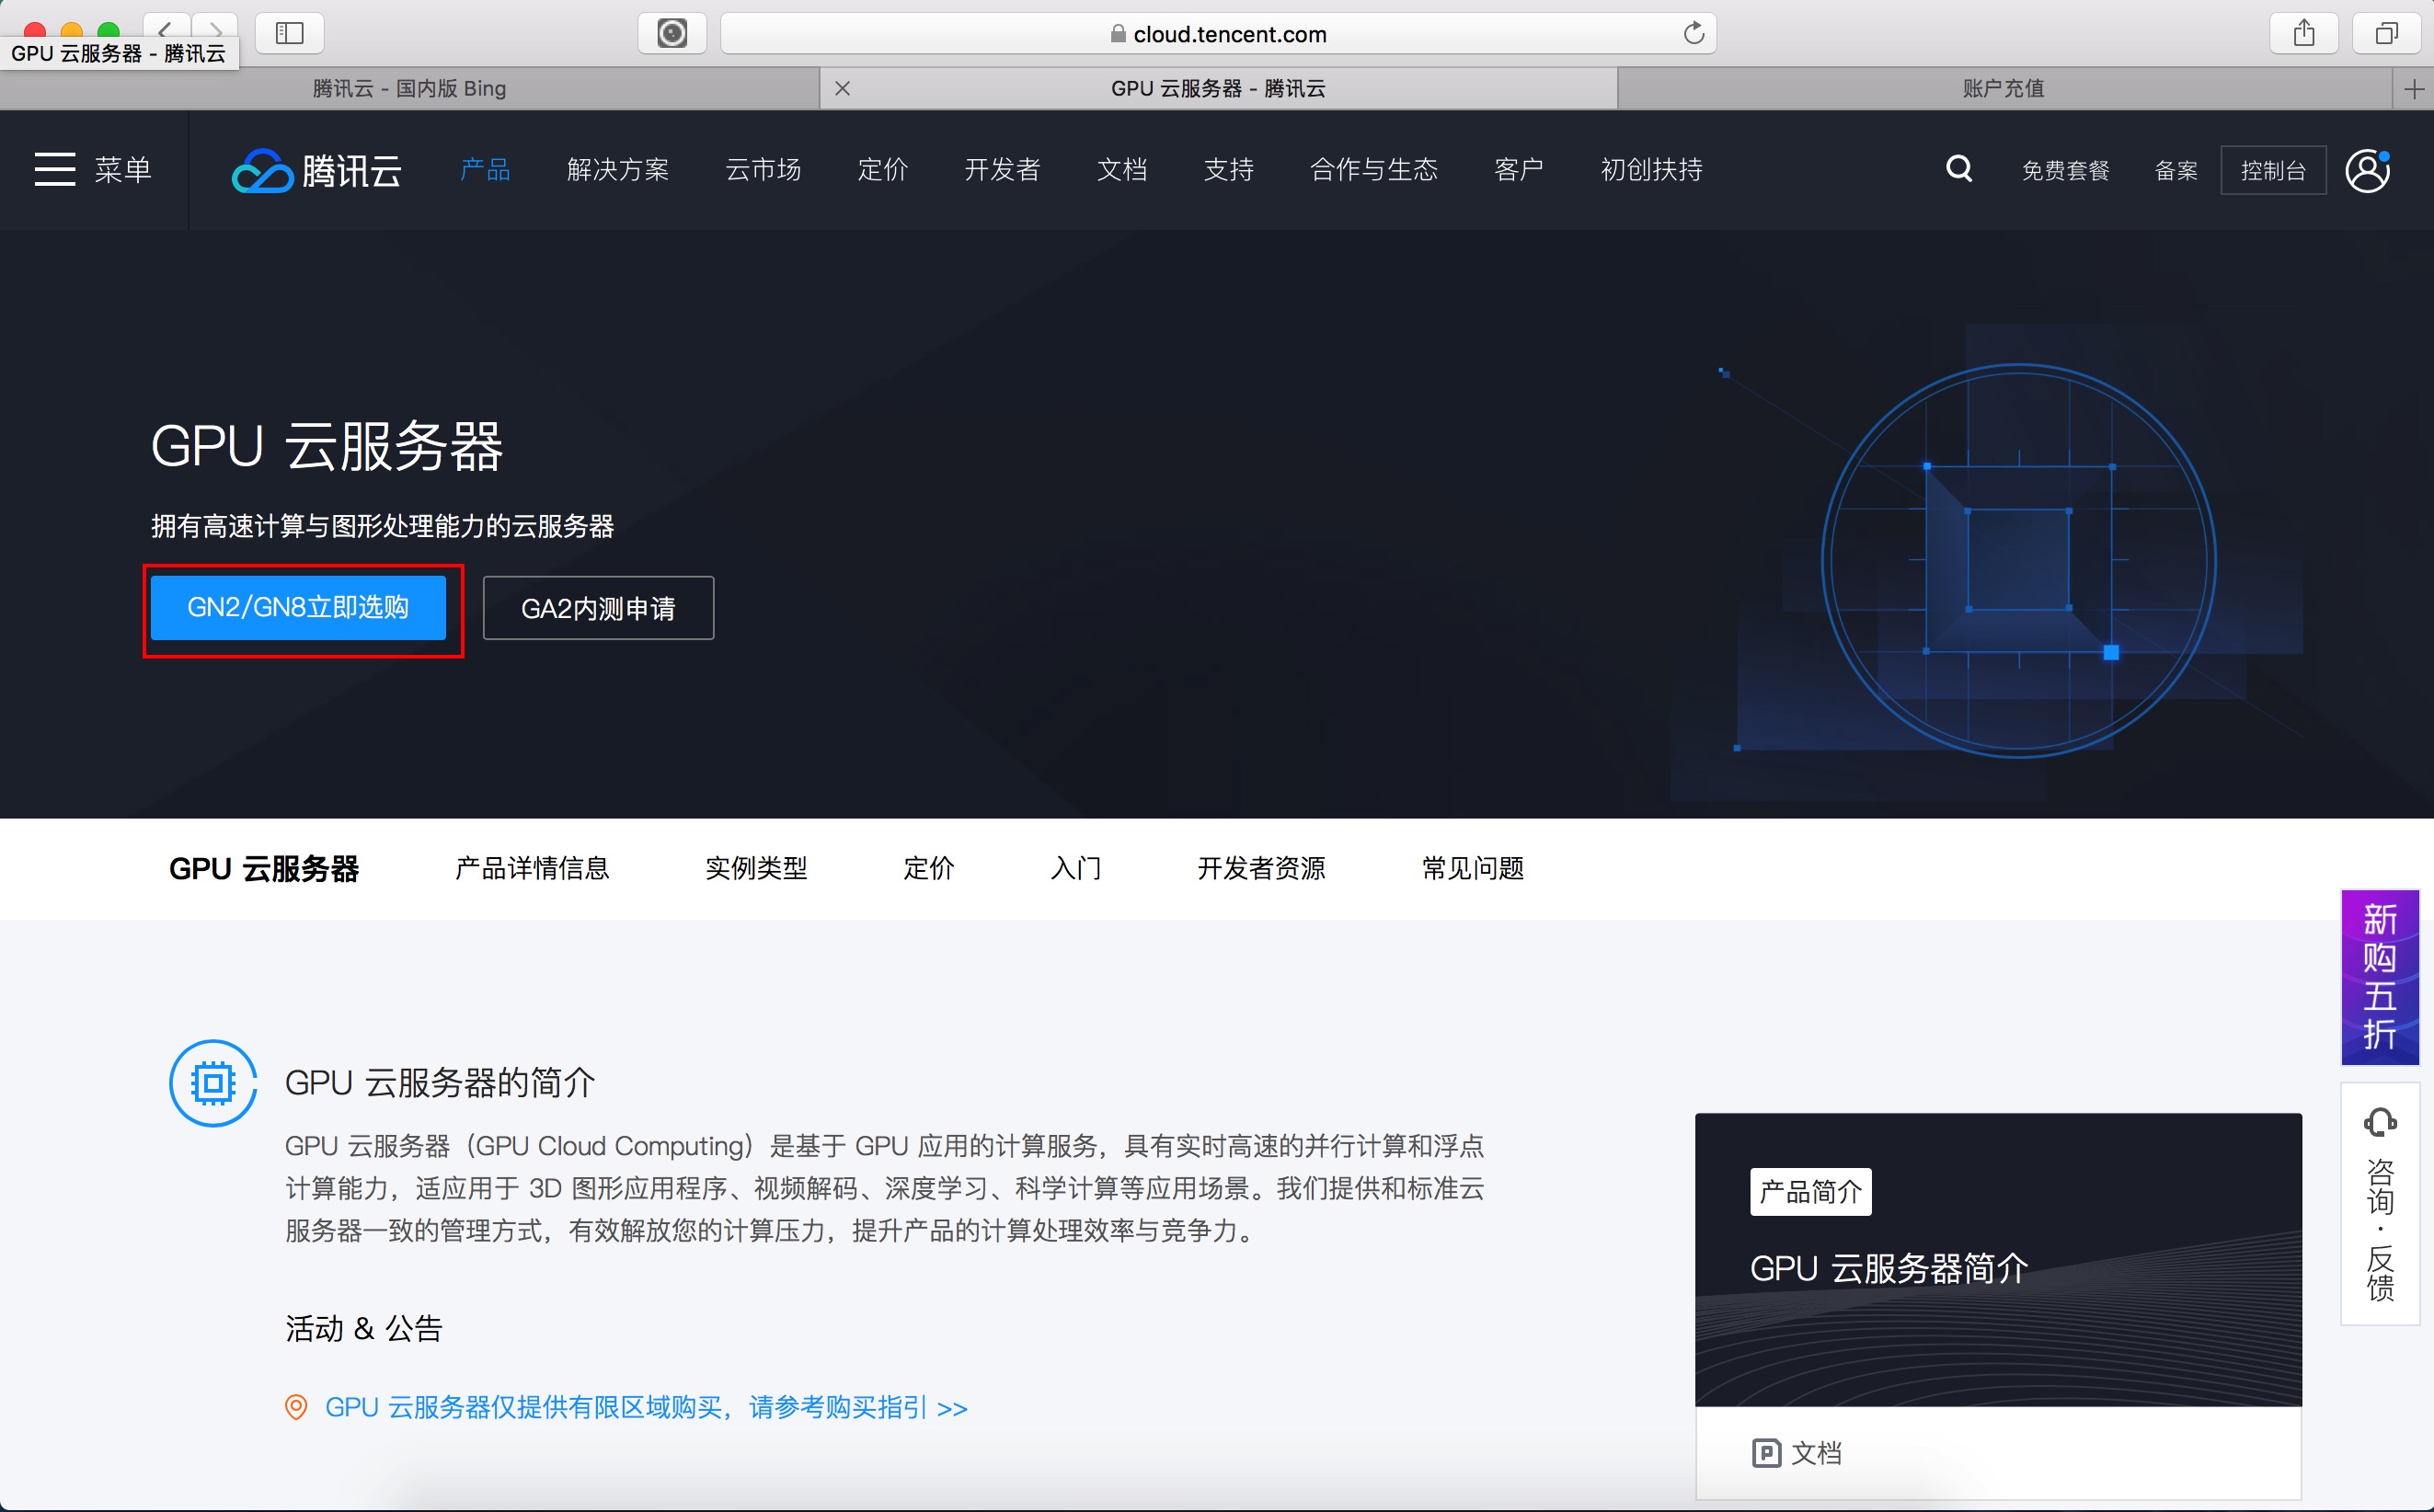 cloud.tencent.com
GPU 云服务器 - 腾讯云
腾讯云 - 国内版 Bing
GPU 云服务器 - 腾讯云
账户充值
菜单
腾讯云
产品
解决方案
云市场
定价
开发者
文档
支持
合作与生态
客户
初创扶持
免费套餐
备案
控制台
GPU 云服务器
拥有高速计算与图形处理能力的云服务器
GN2/GN8立即选购
GA2内测申请
GPU 云服务器
产品详情信息
实例类型
定价
入门
开发者资源
常见问题
新购五折
GPU 云服务器的简介
GPU 云服务器（GPU Cloud Computing）是基于 GPU 应用的计算服务，具有实时高速的并行计算和浮点
计算能力，适应用于 3D 图形应用程序、视频解码、深度学习、科学计算等应用场景。我们提供和标准云
服务器一致的管理方式，有效解放您的计算压力，提升产品的计算处理效率与竞争力。
产品简介
GPU 云服务器简介
咨询·反馈
活动 & 公告
GPU 云服务器仅提供有限区域购买，请参考购买指引 >>
文档